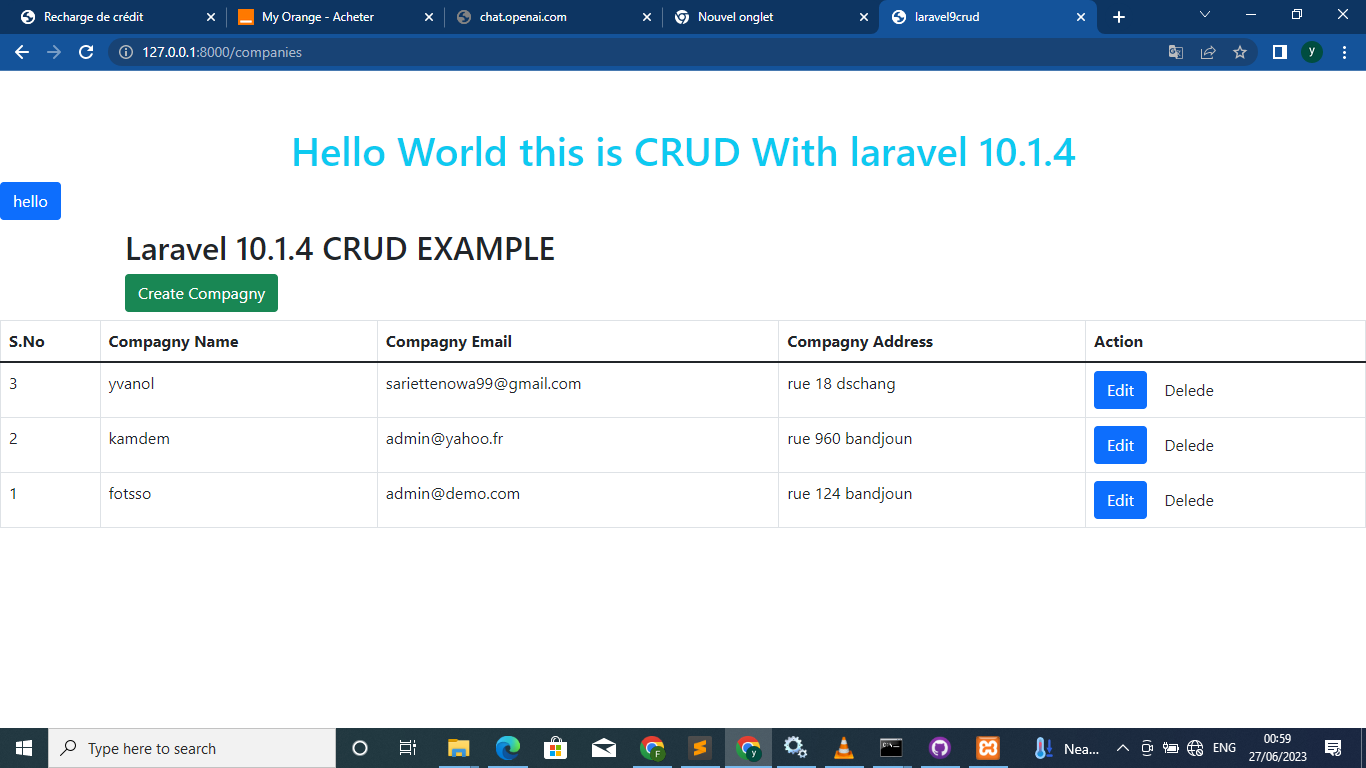 Recharge de crédit My Orange - Acheter chat.openai.com Nouvel onglet laravel9crud
127.0.0.1:8000/companies y
Hello World this is CRUD With laravel 10.1.4
hello
Laravel 10.1.4 CRUD EXAMPLE
Create Compagny
S.No Compagny Name Compagny Email Compagny Address Action
3 yvanol sariettenowa99@gmail.com rue 18 dschang Edit Delede
2 kamdem admin@yahoo.fr rue 960 bandjoun Edit Delede
1 fotsso admin@demo.com rue 124 bandjoun Edit Delede
Type here to search F y Nea... ENG 00:59
27/06/2023